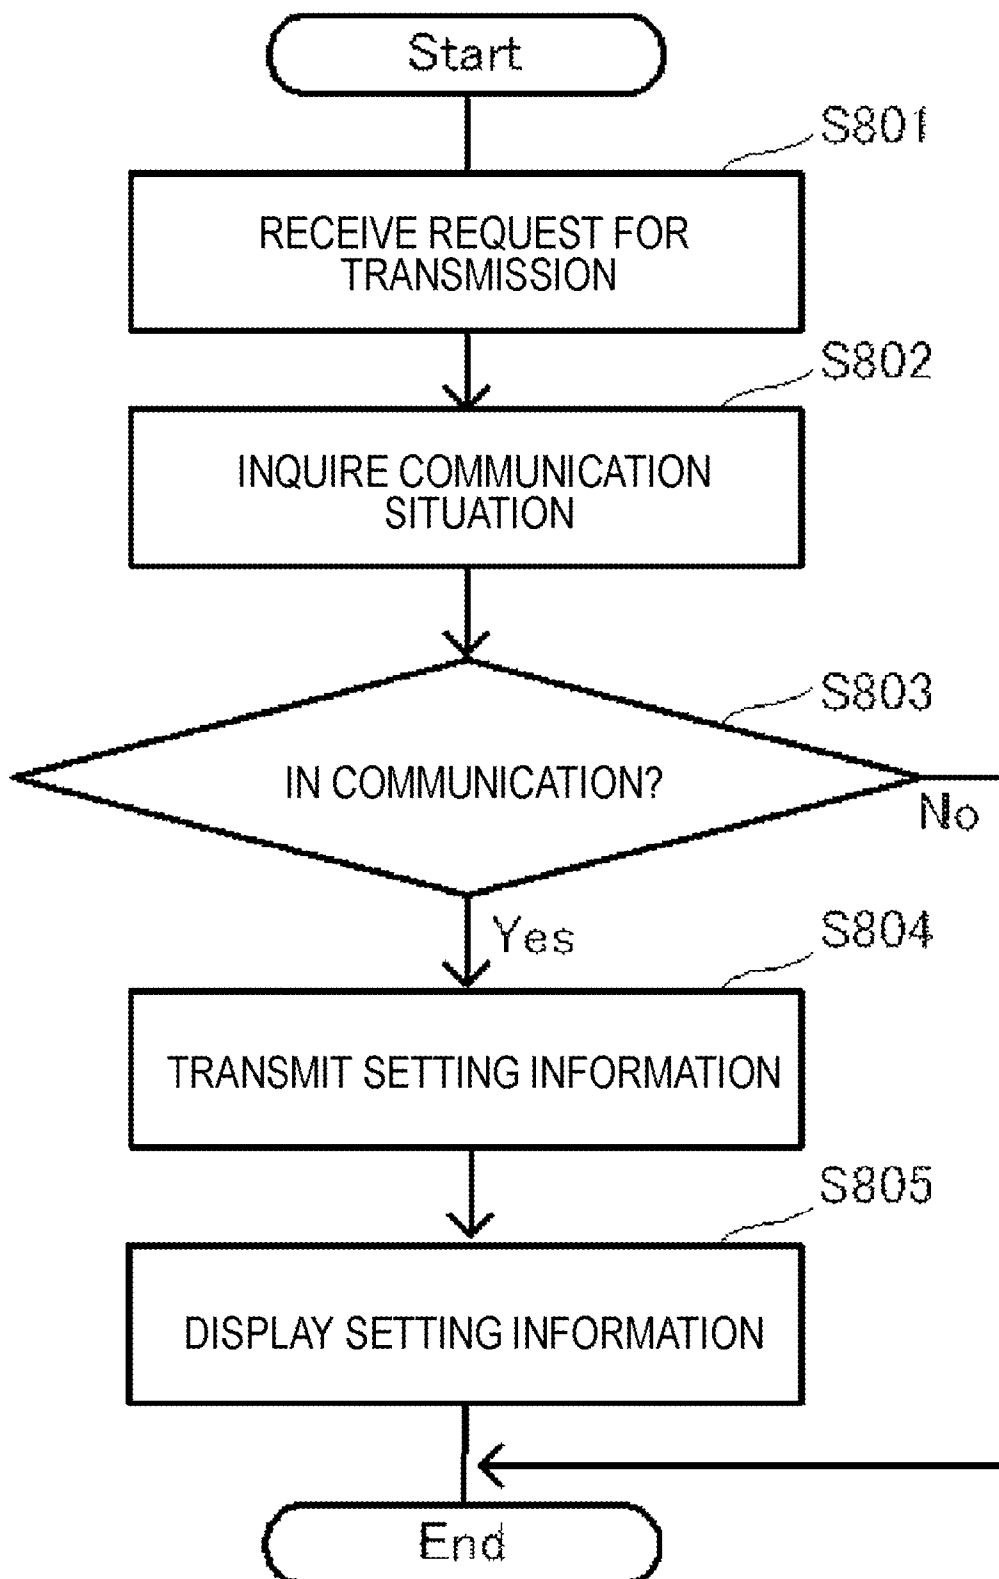 Start
S801
RECEIVE REQUEST FOR
TRANSMISSION
S802
INQUIRE COMMUNICATION
SITUATION
S803
IN COMMUNICATION?
No
Yes
S804
TRANSMIT SETTING INFORMATION
S805
DISPLAY SETTING INFORMATION
End